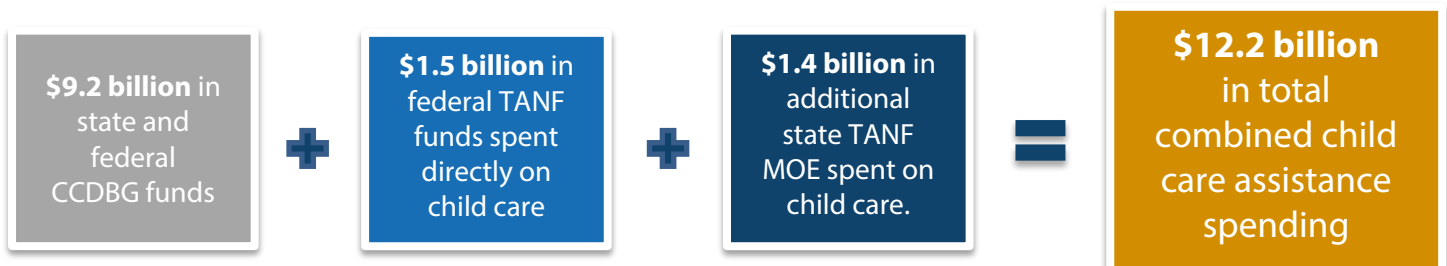 $9.2 billion in
state and
federal
CCDBG funds
$1.5 billion in
federal TANF
funds spent
directly on
child care
$1.4 billion in
additional
state TANF
MOE spent on
child care.
$12.2 billion
in total
combined child
care assistance
spending